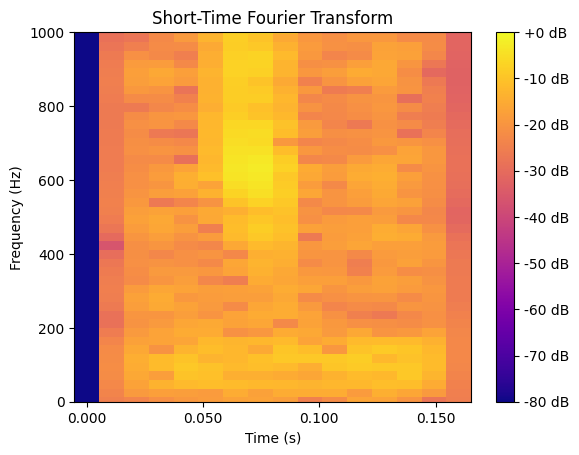 Short-Time Fourier Transform
1000
800
600
400
200
0
Frequency (Hz)
0.000
0.050
0.100
0.150
Time (s)
+0 dB
-10 dB
-20 dB
-30 dB
-40 dB
-50 dB
-60 dB
-70 dB
-80 dB